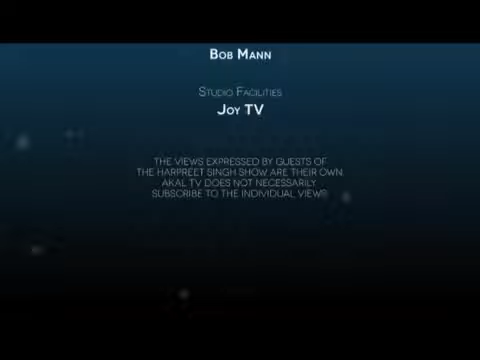 Bob Mann
Studio Facilities
Joy TV
THE VIEWS EXPRESSED BY GUESTS OF
THE HARPREET SINGH SHOW ARE THEIR OWN.
AKAL TV DOES NOT NECESSARILY
SUBSCRIBE TO THE INDIVIDUAL VIEWS.